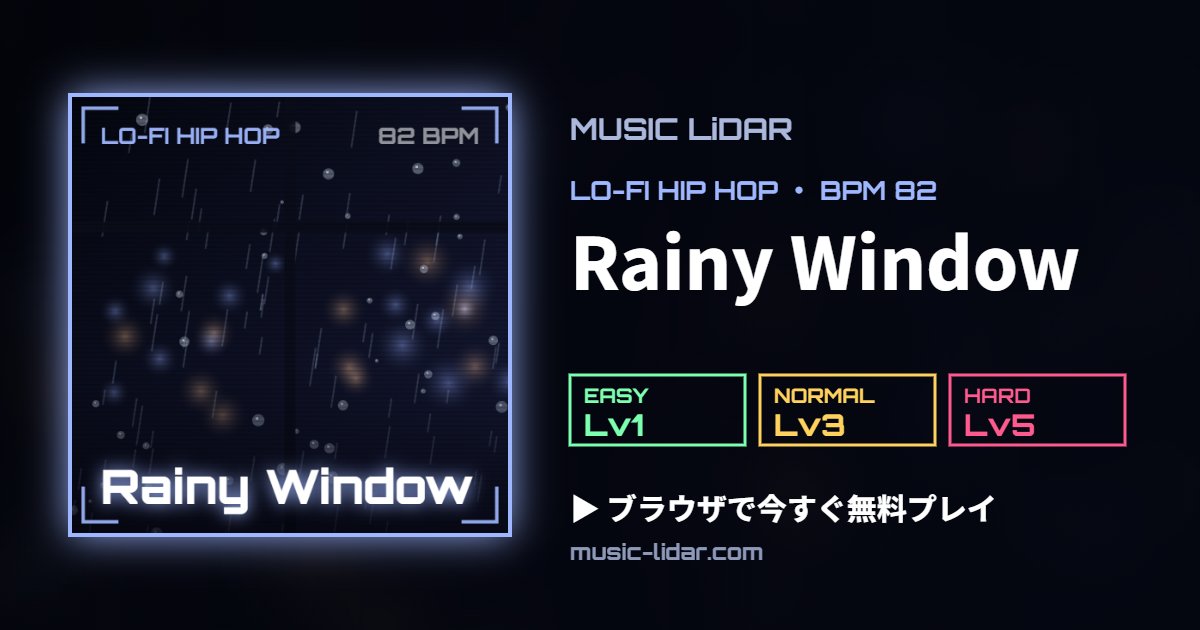 LO-FI HIP HOP
82 BPM
Rainy Window
MUSIC LiDAR
LO-FI HIP HOP • BPM 82
Rainy Window
EASY
Lv1
NORMAL
Lv3
HARD
Lv5
▶ ブラウザで今すぐ無料プレイ
music-lidar.com